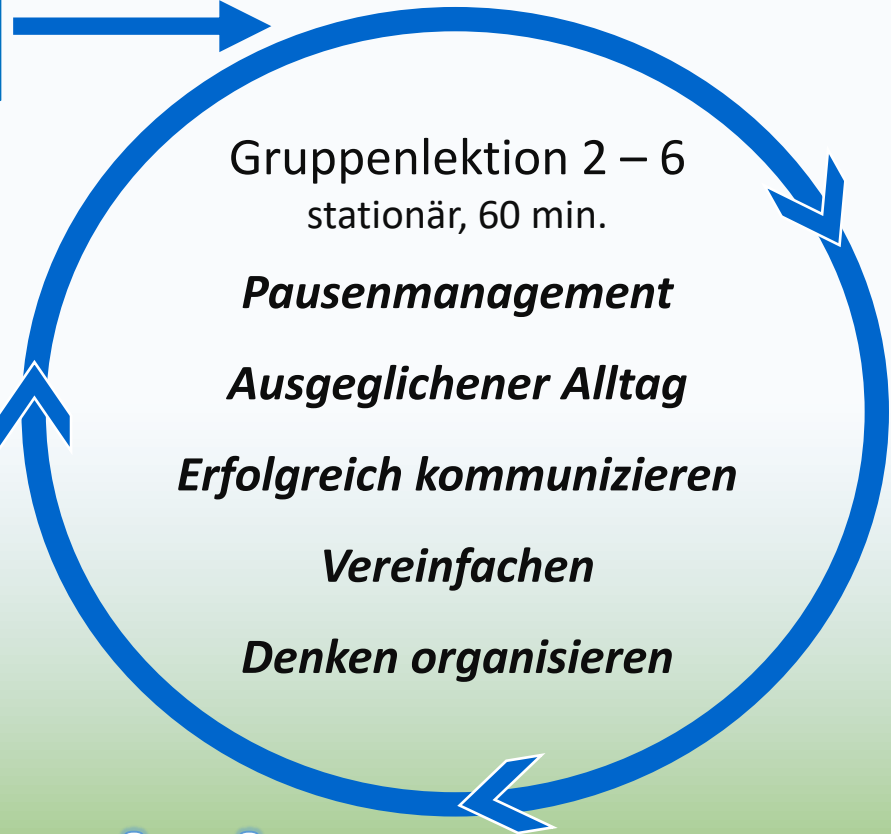 Gruppenlektion 2 – 6
stationär, 60 min.
Pausenmanagement
Ausgeglichener Alltag
Erfolgreich kommunizieren
Vereinfachen
Denken organisieren